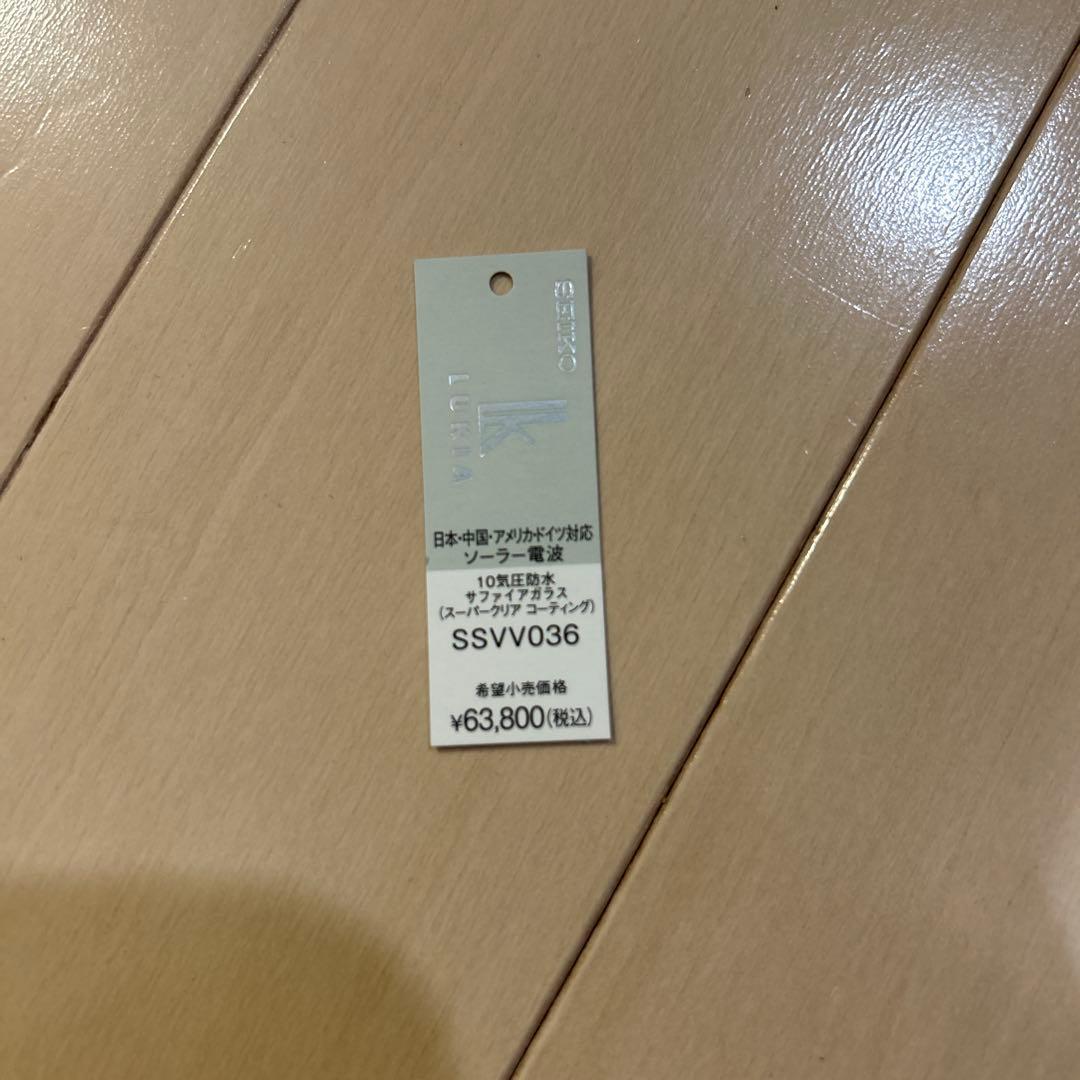 SEIKO
LK
LUKIA
日本・中国・アメリカ・ドイツ対応
ソーラー電波
10気圧防水
サファイアガラス
(スーパークリア コーティング)
SSVV036
希望小売価格
¥63,800(税込)